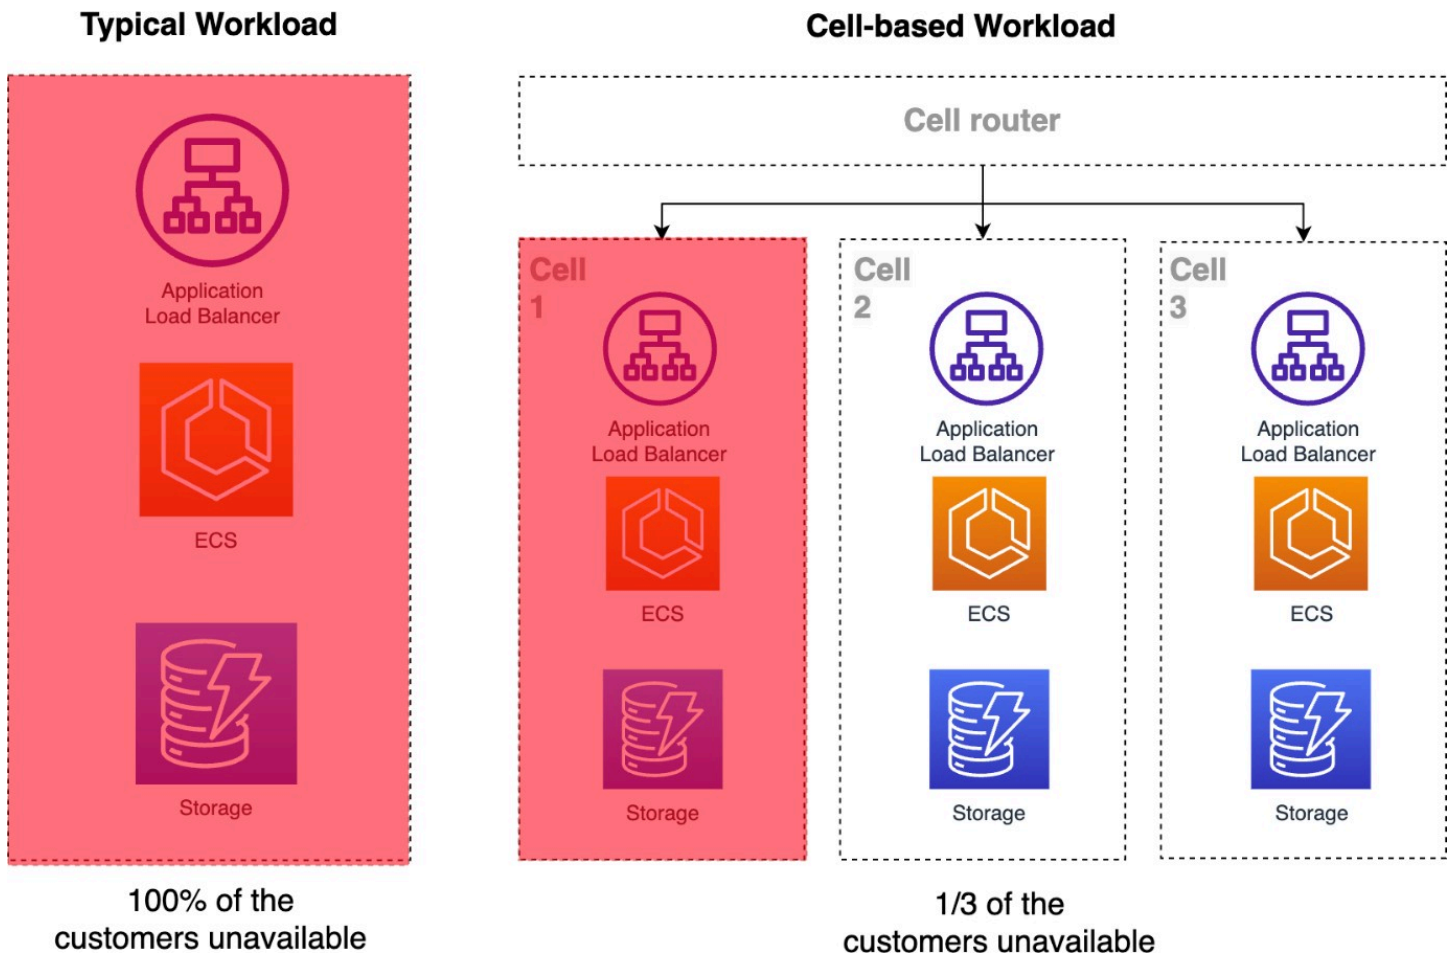 Typical Workload
Application
Load Balancer
ECS
Storage
100% of the
customers unavailable
Cell-based Workload
Cell router
Cell
1
Application
Load Balancer
ECS
Storage
Cell
2
Application
Load Balancer
ECS
Storage
Cell
3
Application
Load Balancer
ECS
Storage
1/3 of the
customers unavailable